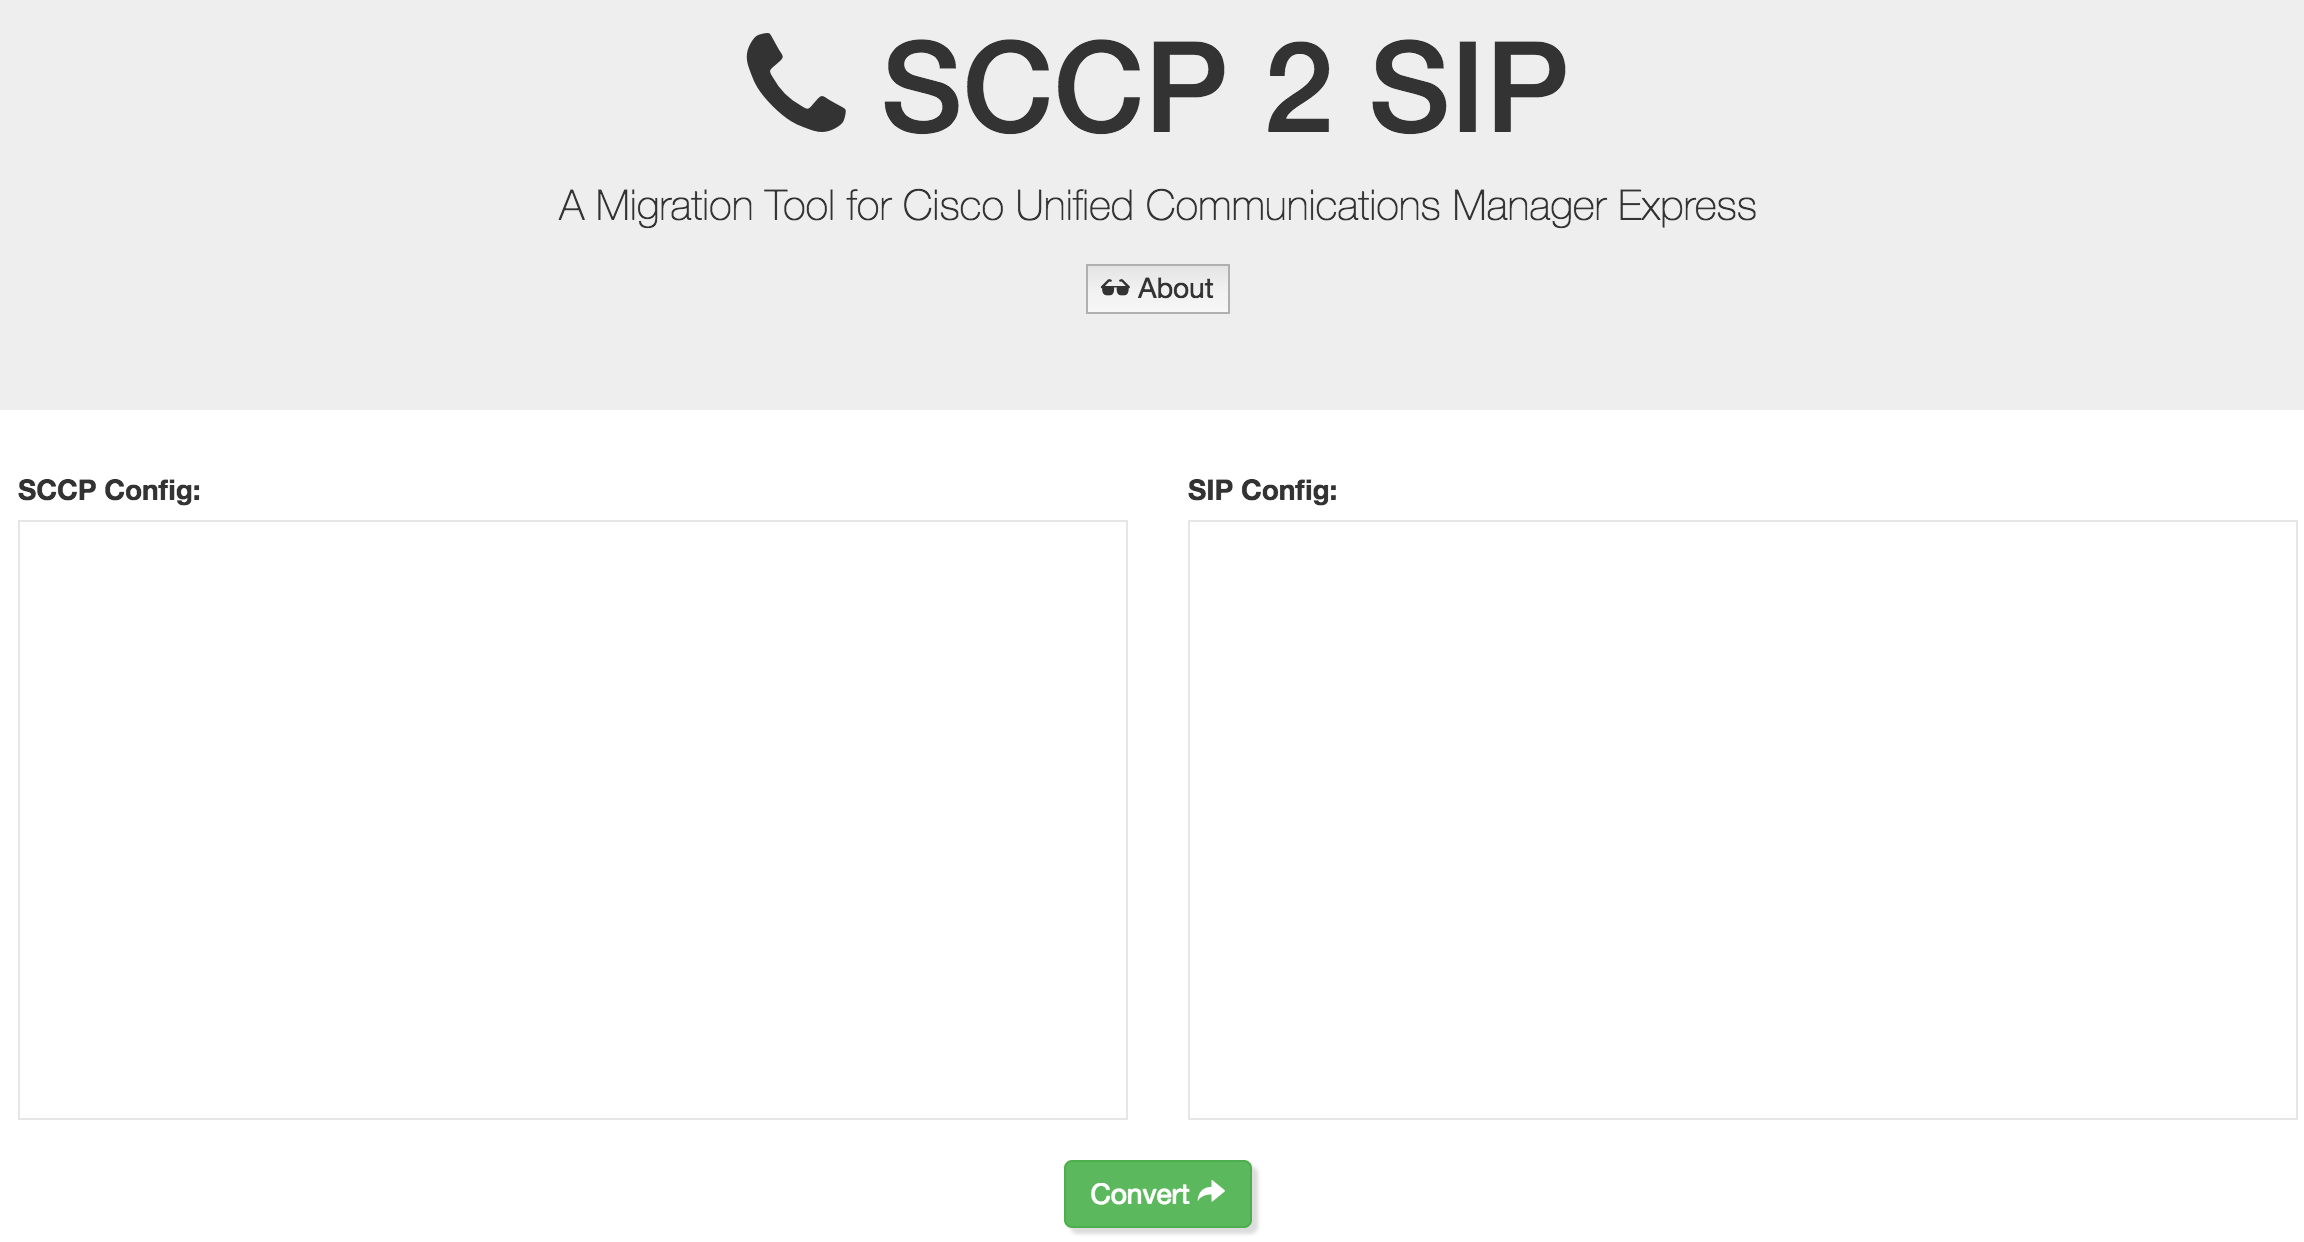 SCCP 2 SIP
A Migration Tool for Cisco Unified Communications Manager Express
About
SCCP Config:
SIP Config:
Convert